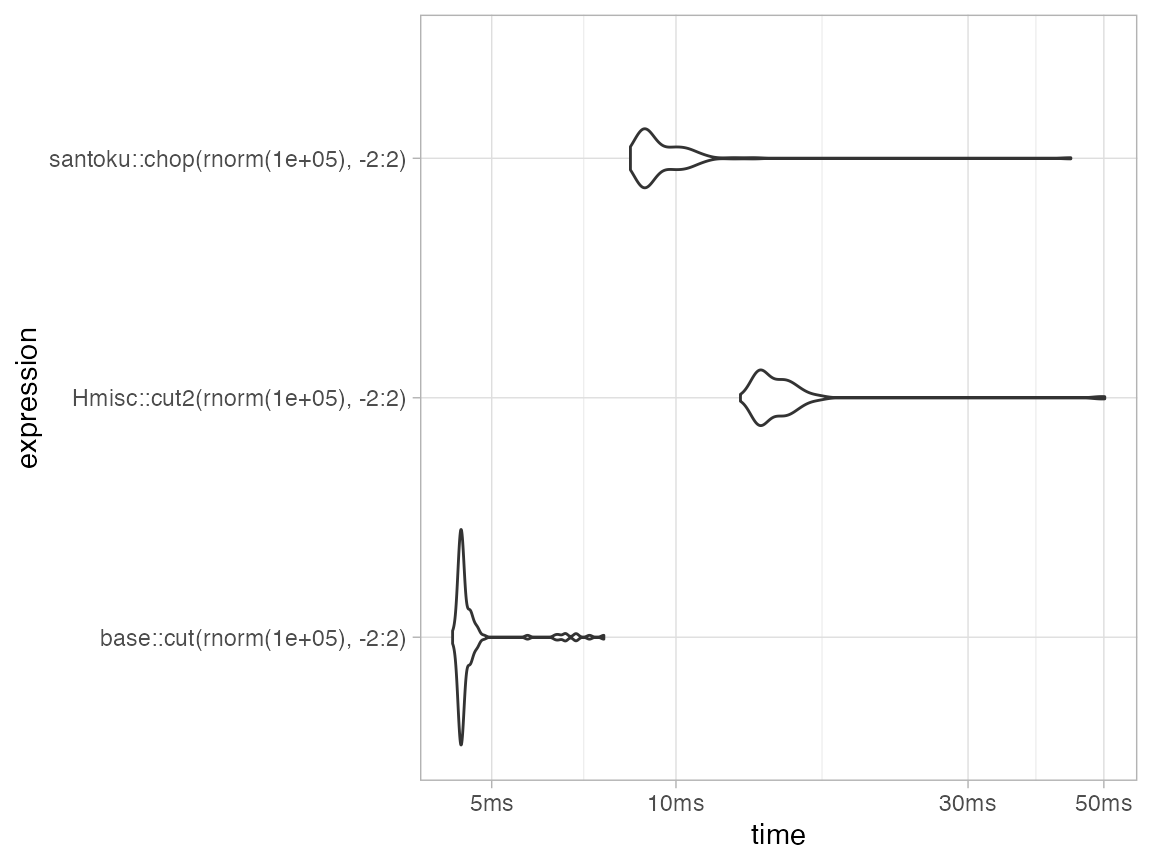 santoku::chop(rnorm(1e+05), -2:2)
Hmisc::cut2(rnorm(1e+05), -2:2)
base::cut(rnorm(1e+05), -2:2)
expression
5ms 10ms 30ms 50ms
time